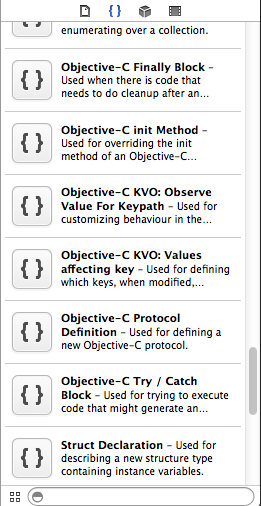 enumerating over a collection.
Objective-C Finally Block –
Used when there is code that
needs to do cleanup after an...
Objective-C init Method –
Used for overriding the init
method of an Objective-C...
Objective-C KVO: Observe
Value For Keypath – Used for
customizing behaviour in the...
Objective-C KVO: Values
affecting key – Used for defining
which keys, when modified,...
Objective-C Protocol
Definition – Used for defining a
new Objective-C protocol.
Objective-C Try / Catch
Block – Used for trying to execute
code that might generate an...
Struct Declaration – Used for
describing a new structure type
containing instance variables.